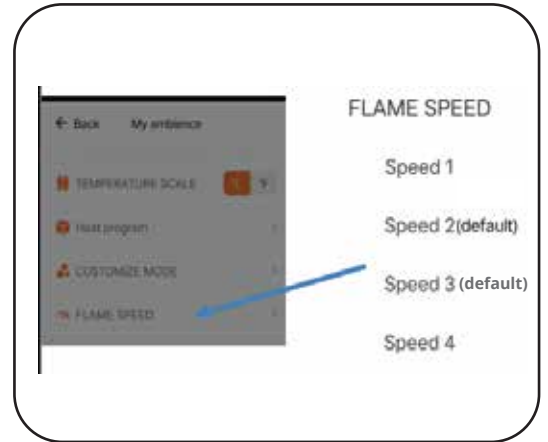 ← Back My ambience
TEMPERATURE SCALE °F
Heat program
CUSTOMIZE MODE
FLAME SPEED
FLAME SPEED
Speed 1
Speed 2(default)
Speed 3 (default)
Speed 4